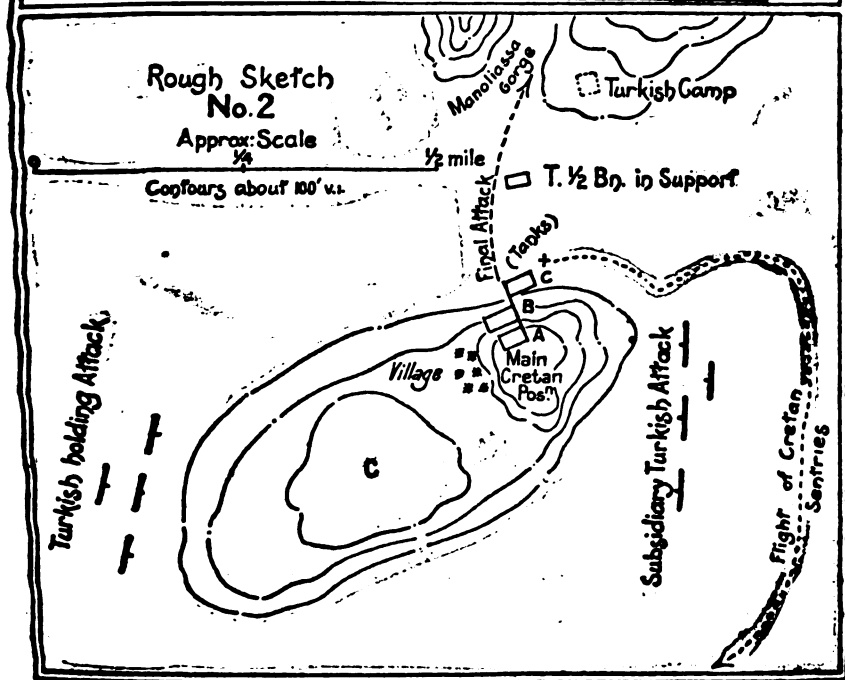 Rough Sketch
No. 2
Approx: Scale
0 1/4 1/2 mile
Contours about 100' v.i.
Manoliassa
Gorge
Turkish Camp
T. 1/2 Bn. in Support
Final Attack
(Tanks)
C
B
A
Main
Cretan
Posn.
Village
C
Turkish holding Attack
Subsidiary Turkish Attack
Flight of Cretan
Sentries